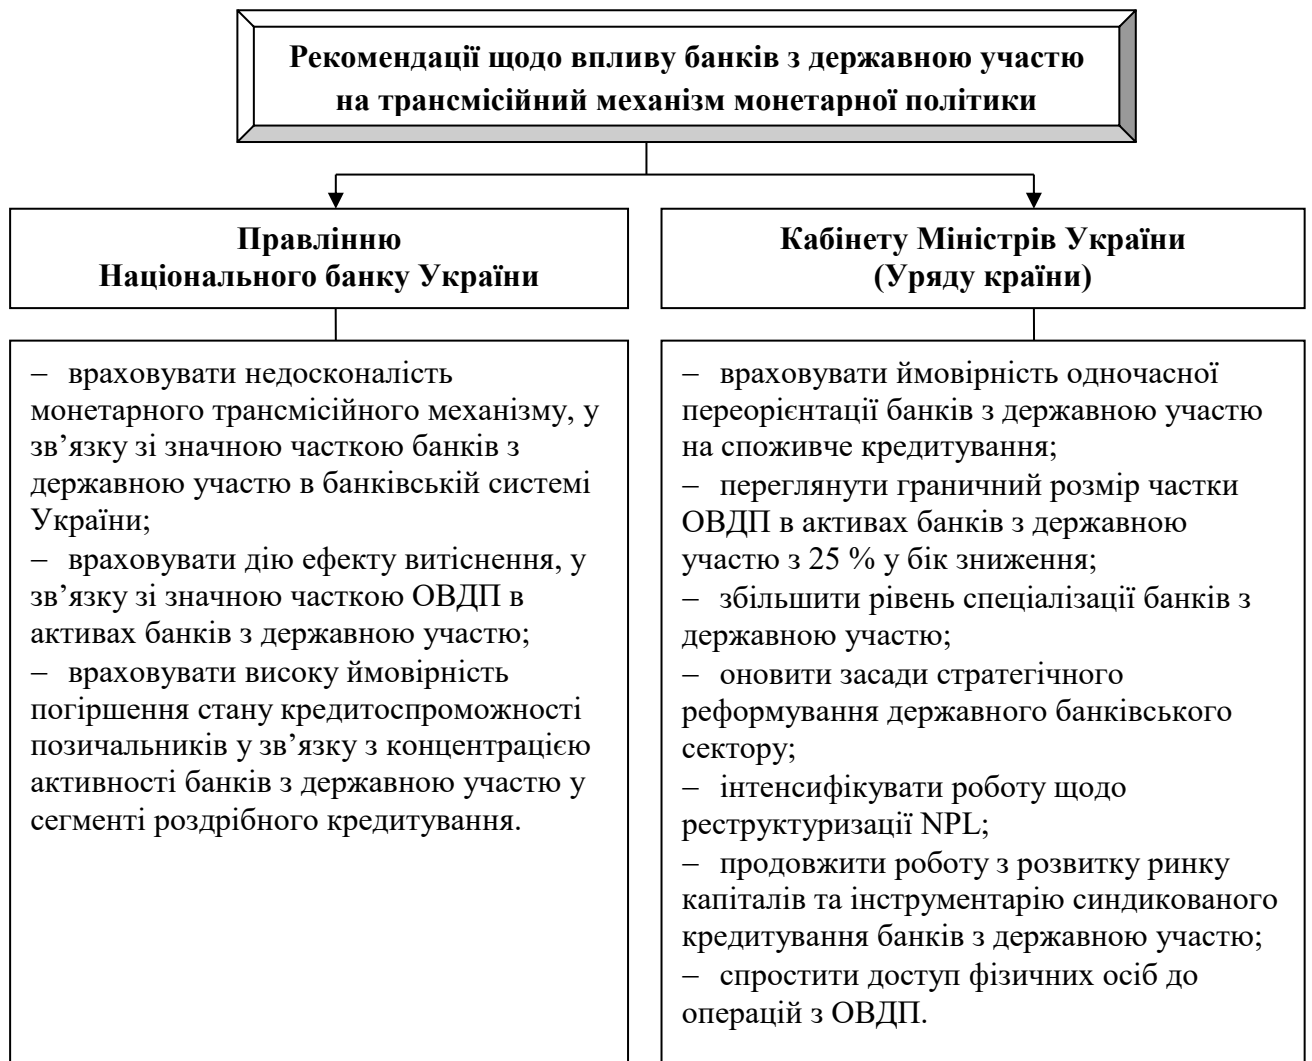 Рекомендації щодо впливу банків з державною участю
на трансмісійний механізм монетарної політики
Правлінню
Національного банку України
– враховувати недосконалість
монетарного трансмісійного механізму, у
зв’язку зі значною часткою банків з
державною участю в банківській системі
України;
– враховувати дію ефекту витіснення, у
зв’язку зі значною часткою ОВДП в
активах банків з державною участю;
– враховувати високу ймовірність
погіршення стану кредитоспроможності
позичальників у зв’язку з концентрацією
активності банків з державною участю у
сегменті роздрібного кредитування.
Кабінету Міністрів України
(Уряду країни)
– враховувати ймовірність одночасної
переорієнтації банків з державною участю
на споживче кредитування;
– переглянути граничний розмір частки
ОВДП в активах банків з державною
участю з 25 % у бік зниження;
– збільшити рівень спеціалізації банків з
державною участю;
– оновити засади стратегічного
реформування державного банківського
сектору;
– інтенсифікувати роботу щодо
реструктуризації NPL;
– продовжити роботу з розвитку ринку
капіталів та інструментарію синдикованого
кредитування банків з державною участю;
– спростити доступ фізичних осіб до
операцій з ОВДП.